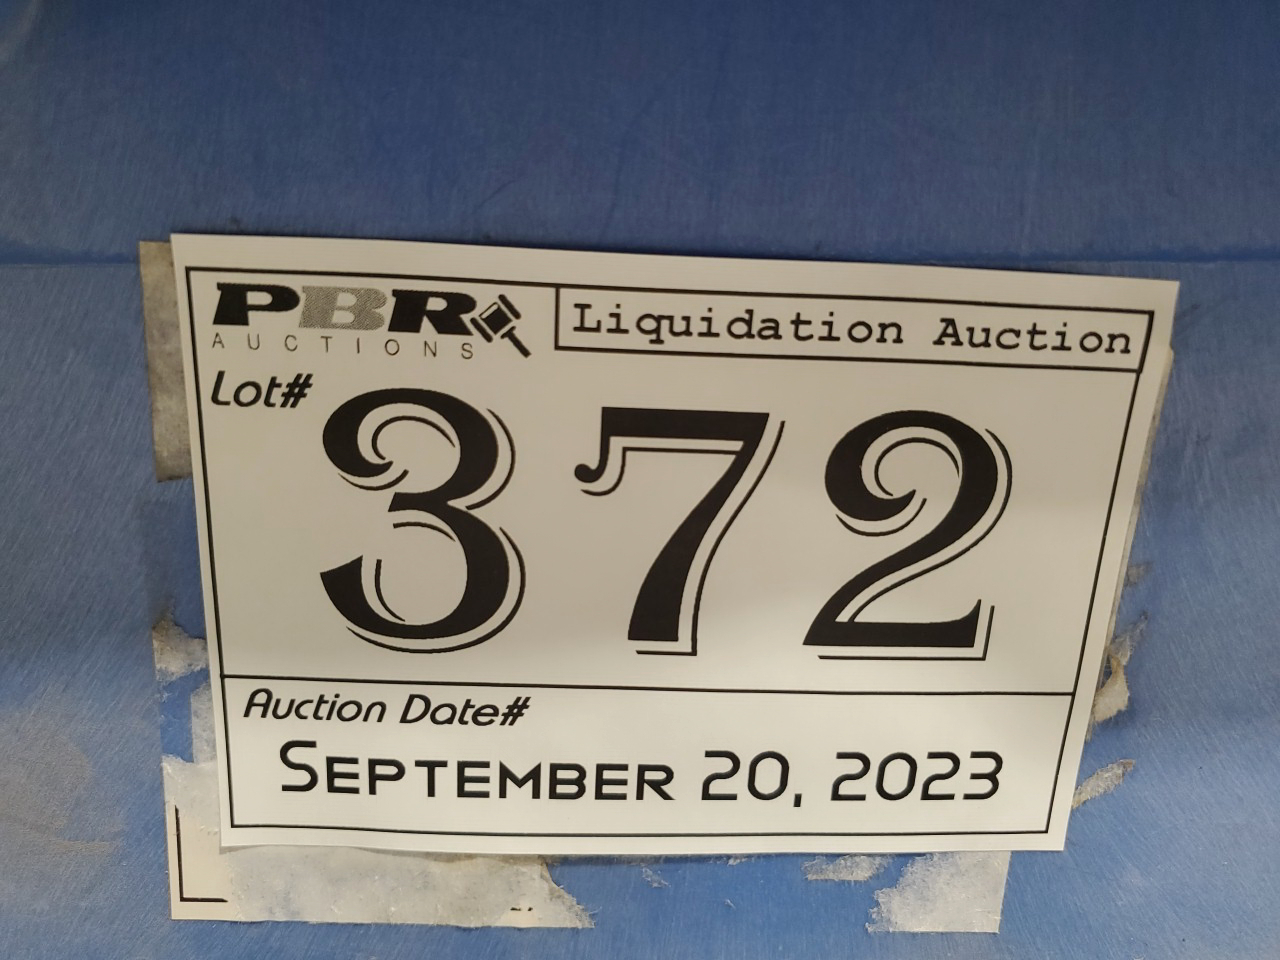 PBR
AUCTIONS
Liquidation Auction
Lot#
372
Auction Date#
September 20, 2023